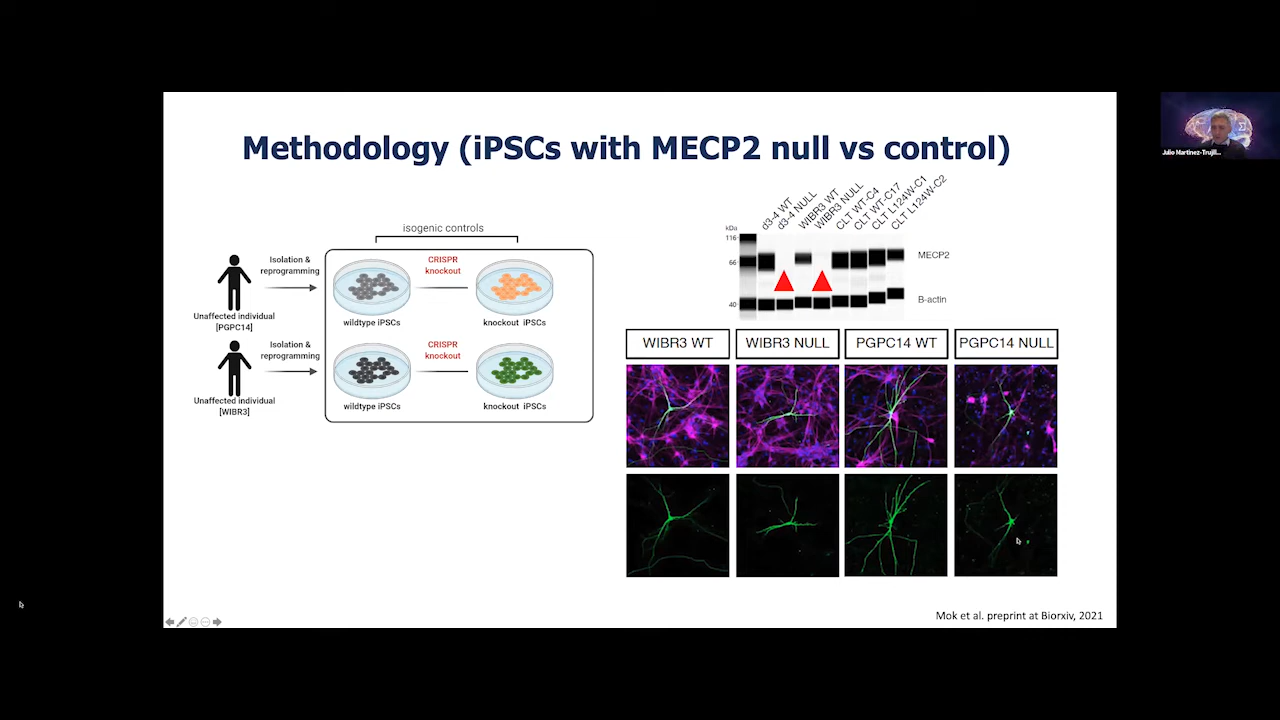 Methodology (iPSCs with MECP2 null vs control)
Julio Martinez-Trujill...
isogenic controls
Isolation &
reprogramming
CRISPR
knockout
Unaffected individual
[PGPC14]
wildtype iPSCs
knockout iPSCs
Isolation &
reprogramming
CRISPR
knockout
Unaffected individual
[WIBR3]
wildtype iPSCs
knockout iPSCs
d3-4 WT
d3-4 NULL
WIBR3 WT
WIBR3 NULL
CLT WT-C4
CLT WT-C17
CLT L124W-C1
CLT L124W-C2
kDa
116
66
40
MECP2
B-actin
WIBR3 WT
WIBR3 NULL
PGPC14 WT
PGPC14 NULL
Mok et al. preprint at Biorxiv, 2021